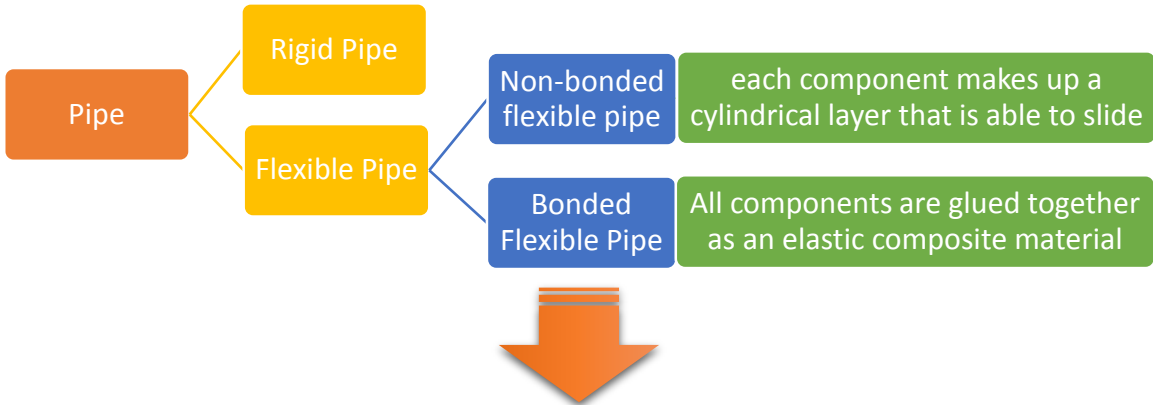 Pipe
Rigid Pipe
Flexible Pipe
Non-bonded
flexible pipe
each component makes up a
cylindrical layer that is able to slide
Bonded
Flexible Pipe
All components are glued together
as an elastic composite material